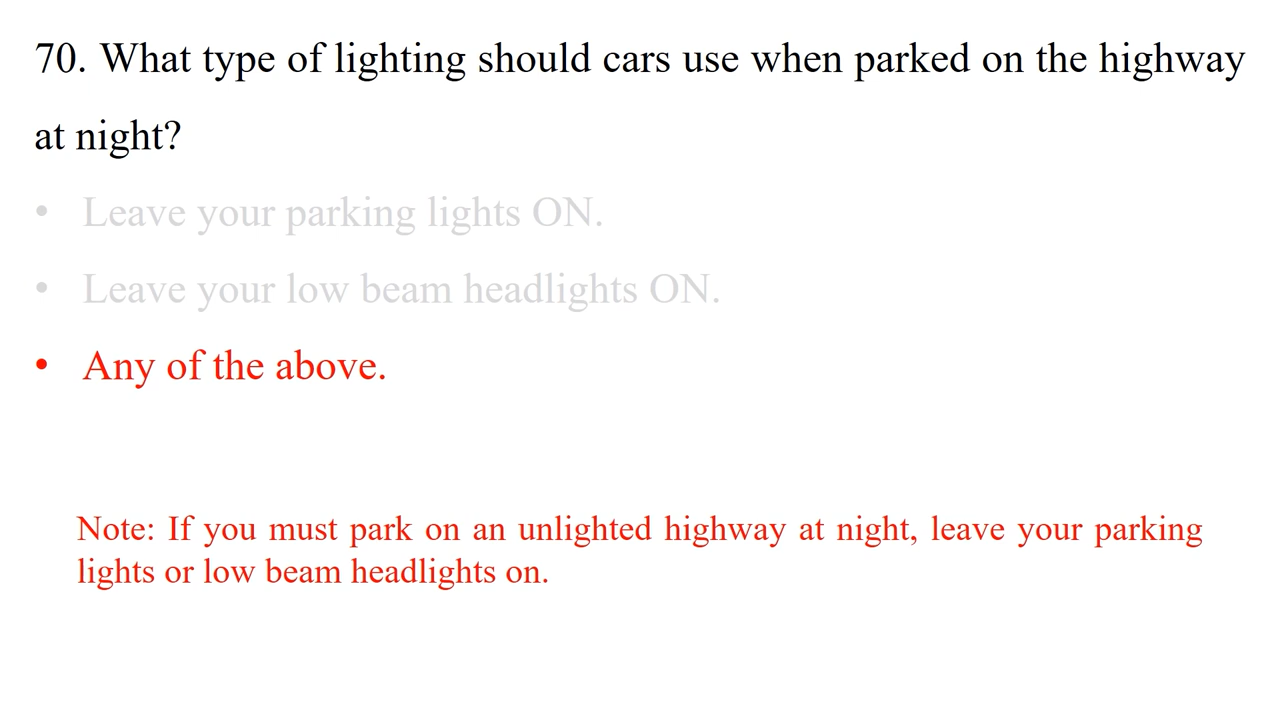 70. What type of lighting should cars use when parked on the highway
at night?
• Leave your parking lights ON.
• Leave your low beam headlights ON.
• Any of the above.
Note: If you must park on an unlighted highway at night, leave your parking
lights or low beam headlights on.